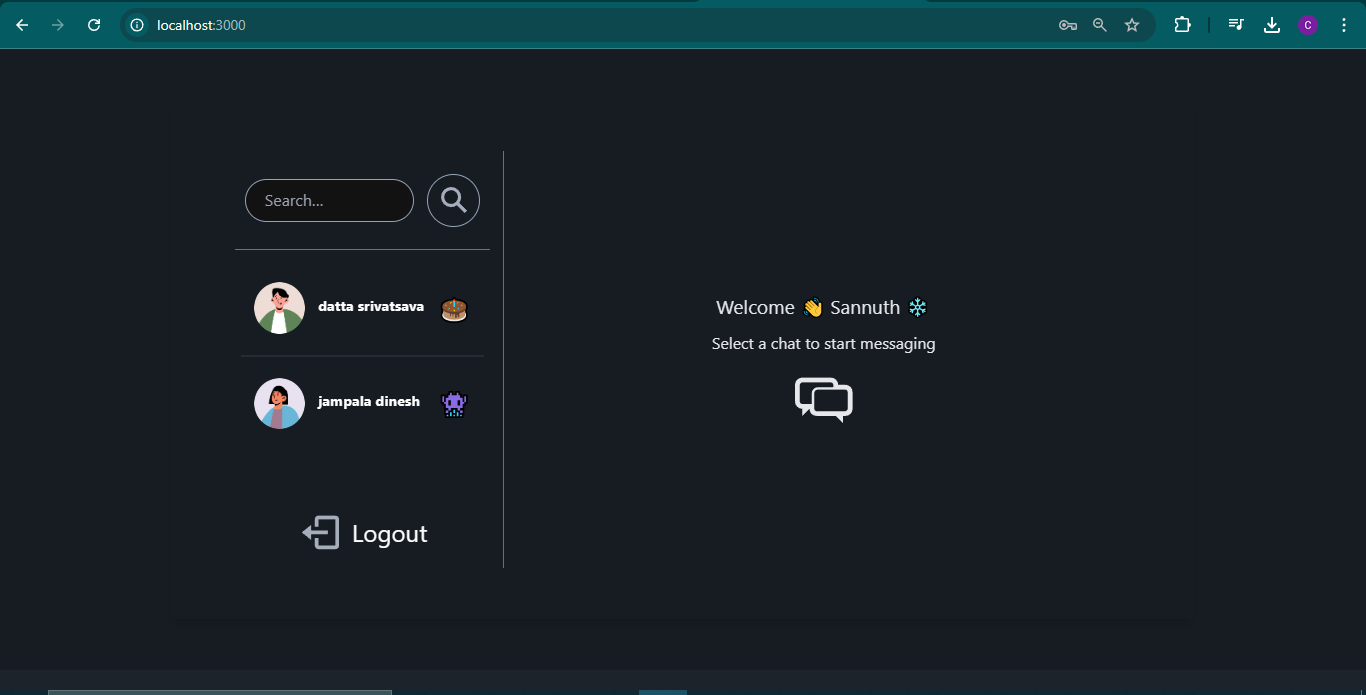 localhost:3000
C
Search...
datta srivatsava
jampala dinesh
Logout
Welcome 👋 Sannuth ❄
Select a chat to start messaging